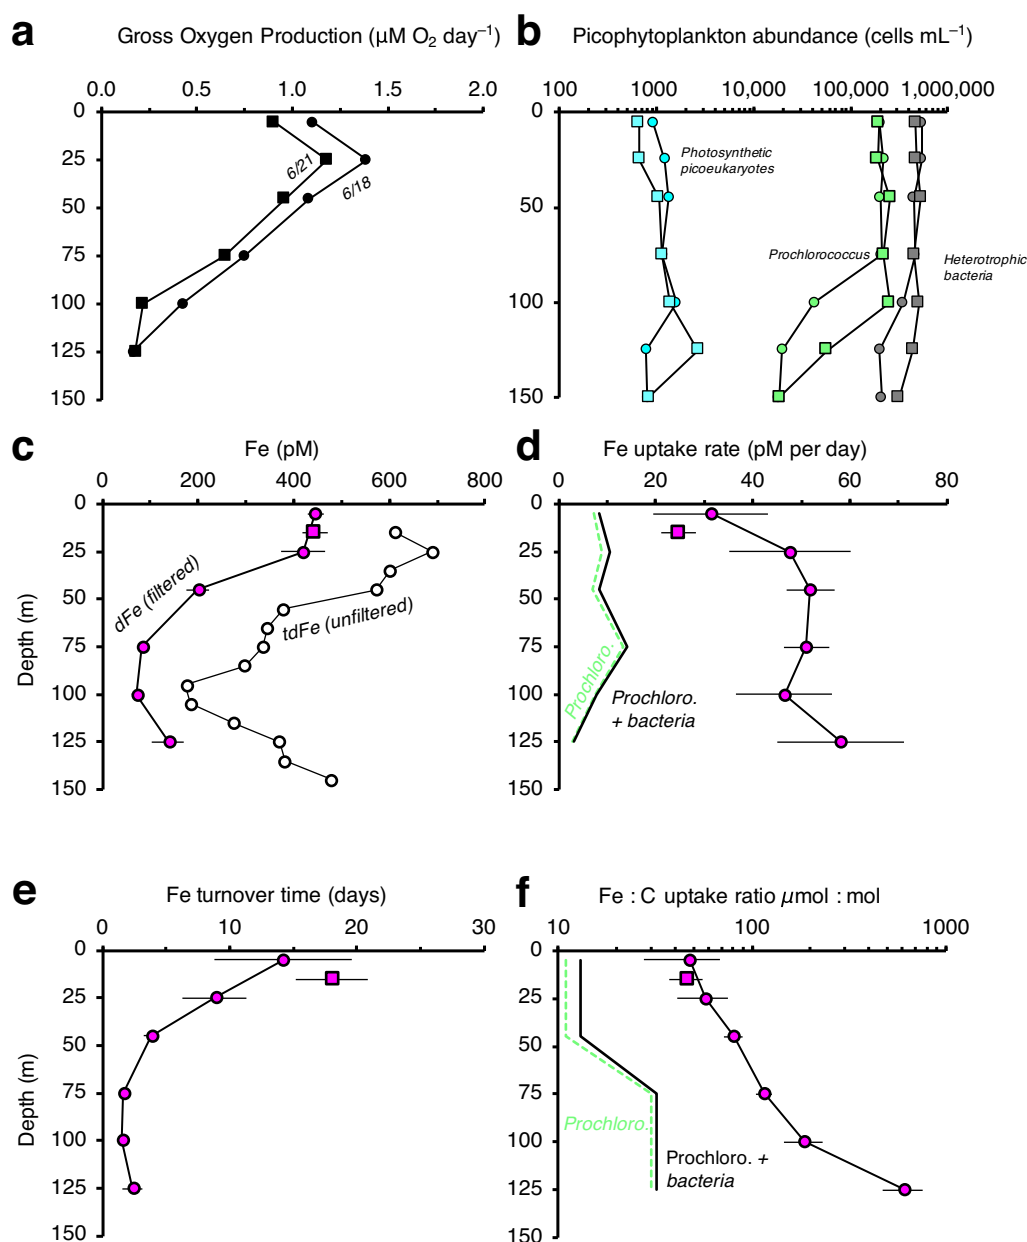 a
Gross Oxygen Production (µM O₂ day⁻¹)
0.0 0.5 1.0 1.5 2.0
0
25
50
75
100
125
150
6/21
6/18
b
Picophytoplankton abundance (cells mL⁻¹)
100 1000 10,000 100,000 1,000,000
0
50
100
150
Photosynthetic
picoeukaryotes
Prochlorococcus
Heterotrophic
bacteria
c
Fe (pM)
0 200 400 600 800
0
25
50
75
100
125
150
Depth (m)
dFe (filtered)
tdFe (unfiltered)
d
Fe uptake rate (pM per day)
0 20 40 60 80
0
25
50
75
100
125
150
Prochloro.
Prochloro.
+ bacteria
e
Fe turnover time (days)
0 10 20 30
0
25
50
75
100
125
150
Depth (m)
f
Fe : C uptake ratio µmol : mol
10 100 1000
0
25
50
75
100
125
150
Prochloro.
Prochloro. +
bacteria